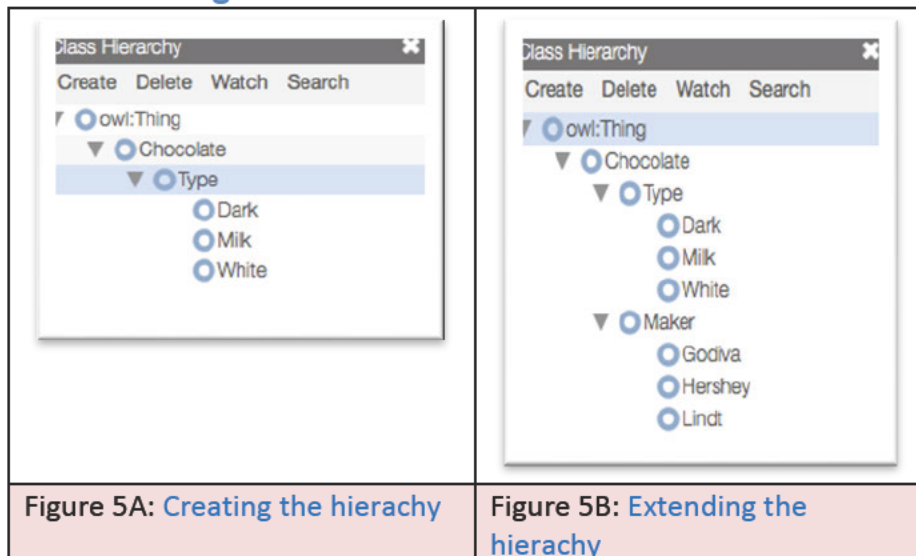 Class Hierarchy
Create Delete Watch Search
owl:Thing
Chocolate
Type
Dark
Milk
White
Figure 5A: Creating the hierachy
Class Hierarchy
Create Delete Watch Search
owl:Thing
Chocolate
Type
Dark
Milk
White
Maker
Godiva
Hershey
Lindt
Figure 5B: Extending the
hierachy